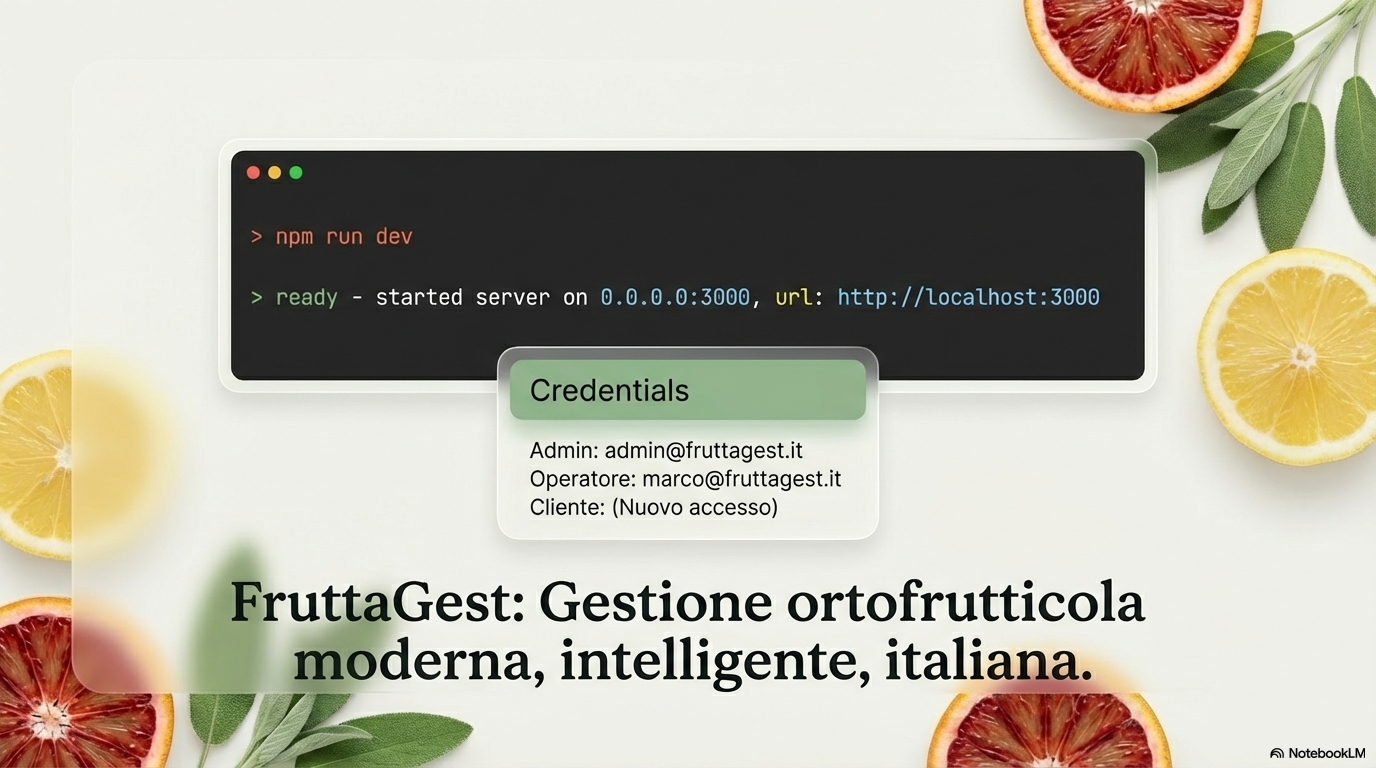 > npm run dev
> ready - started server on 0.0.0.0:3000, url: http://localhost:3000
Credentials
Admin: admin@fruttagest.it
Operatore: marco@fruttagest.it
Cliente: (Nuovo accesso)
FruttaGest: Gestione ortofrutticola
moderna, intelligente, italiana.
NotebookLM